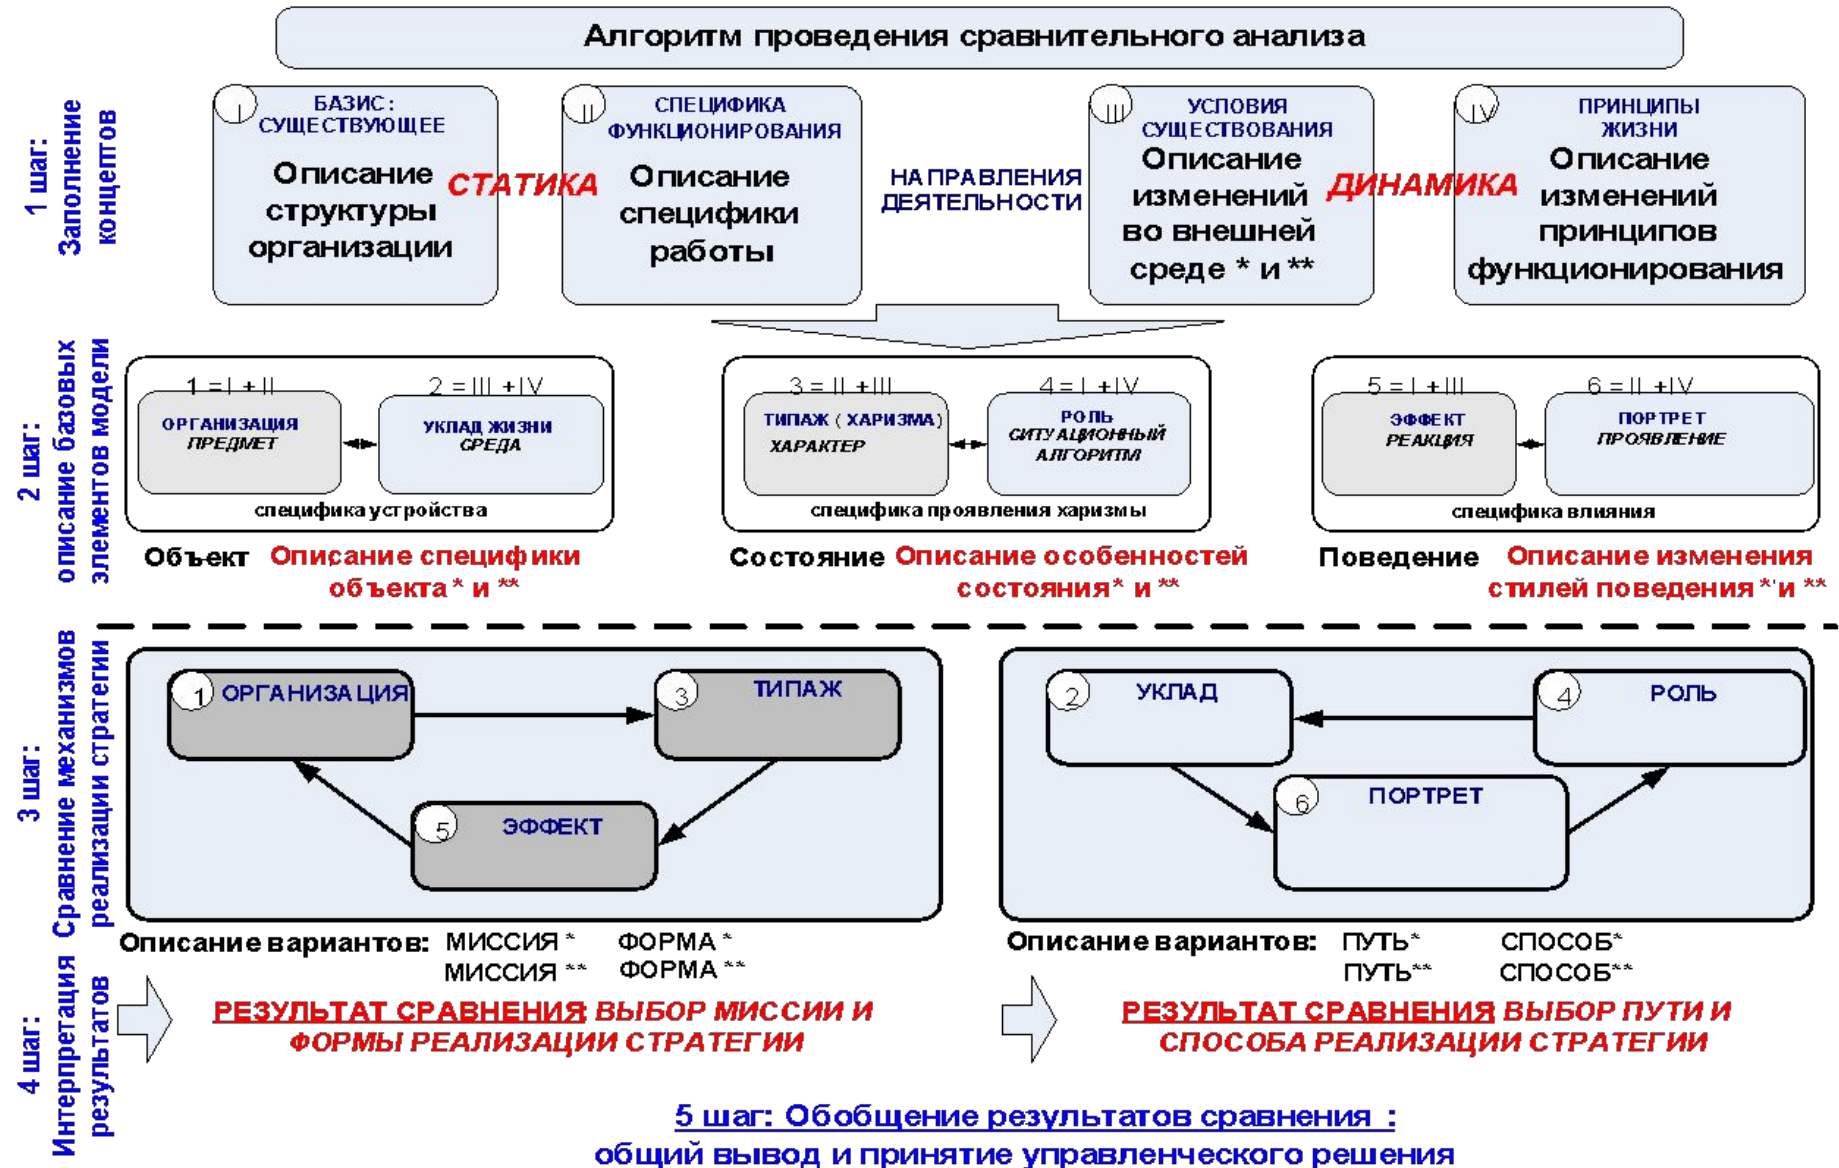 Алгоритм проведения сравнительного анализа
1 шаг:
Заполнение
концептов
I
БАЗИС:
СУЩЕСТВУЮЩЕЕ
Описание
структуры
организации
СТАТИКА
II
СПЕЦИФИКА
ФУНКЦИОНИРОВАНИЯ
Описание
специфики
работы
НАПРАВЛЕНИЯ
ДЕЯТЕЛЬНОСТИ
III
УСЛОВИЯ
СУЩЕСТВОВАНИЯ
Описание
изменений
во внешней
среде * и **
ДИНАМИКА
IV
ПРИНЦИПЫ
ЖИЗНИ
Описание
изменений
принципов
функционирования
2 шаг:
описание базовых
элементов модели
1 = I + II
ОРГАНИЗАЦИЯ
ПРЕДМЕТ
2 = III + IV
УКЛАД ЖИЗНИ
СРЕДА
специфика устройства
Объект
Описание специфики
объекта * и **
3 = II + III
ТИПАЖ ( ХАРИЗМА)
ХАРАКТЕР
4 = I + IV
РОЛЬ
СИТУАЦИОННЫЙ
АЛГОРИТМ
специфика проявления харизмы
Состояние
Описание особенностей
состояния * и **
5 = I + III
ЭФФЕКТ
РЕАКЦИЯ
6 = II + IV
ПОРТРЕТ
ПРОЯВЛЕНИЕ
специфика влияния
Поведение
Описание изменения
стилей поведения * и **
3 шаг:
Сравнение механизмов
реализации стратегии
1
ОРГАНИЗАЦИЯ
3
ТИПАЖ
5
ЭФФЕКТ
2
УКЛАД
4
РОЛЬ
6
ПОРТРЕТ
Описание вариантов: МИССИЯ * ФОРМА *
МИССИЯ ** ФОРМА **
Описание вариантов: ПУТЬ* СПОСОБ*
ПУТЬ** СПОСОБ**
4 шаг:
Интерпретация
результатов
РЕЗУЛЬТАТ СРАВНЕНИЯ: ВЫБОР МИССИИ И
ФОРМЫ РЕАЛИЗАЦИИ СТРАТЕГИИ
РЕЗУЛЬТАТ СРАВНЕНИЯ: ВЫБОР ПУТИ И
СПОСОБА РЕАЛИЗАЦИИ СТРАТЕГИИ
5 шаг: Обобщение результатов сравнения :
общий вывод и принятие управленческого решения